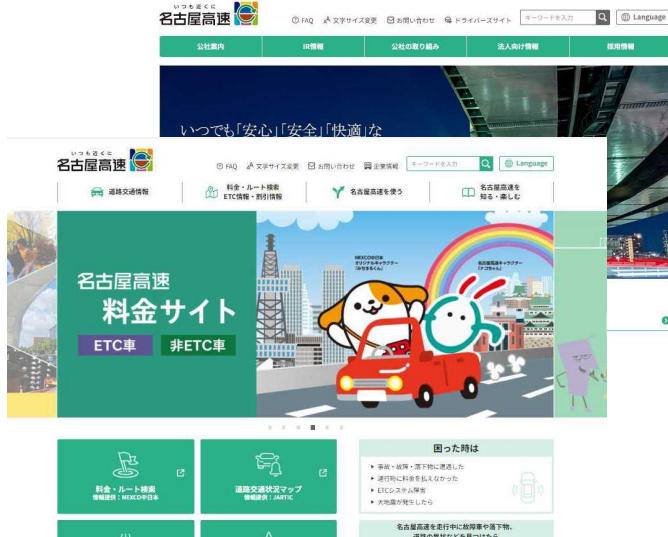 いつも近くに
名古屋高速
FAQ
文字サイズ変更
お問い合わせ
ドライバーズサイト
キーワードを入力
Language
公社案内
IR情報
公社の取り組み
法人向け情報
採用情報
いつでも「安心」「安全」「快適」な
いつも近くに
名古屋高速
FAQ
文字サイズ変更
お問い合わせ
企業情報
キーワードを入力
Language
道路交通情報
料金・ルート検索
ETC情報・割引情報
名古屋高速を使う
名古屋高速を
知る・楽しむ
名古屋高速
料金サイト
ETC車
非ETC車
NEXCO中日本
オリジナルキャラクター
「みちまるくん」
名古屋高速キャラクター
「ナコちゃん」
料金・ルート検索
情報提供：NEXCO中日本
道路交通状況マップ
情報提供：JARTIC
困った時は
事故・故障・落下物に遭遇した
通行時に料金を払えなかった
ETCシステム障害
大地震が発生したら
名古屋高速を走行中に故障車や落下物、
道路の異状などを見つけたら